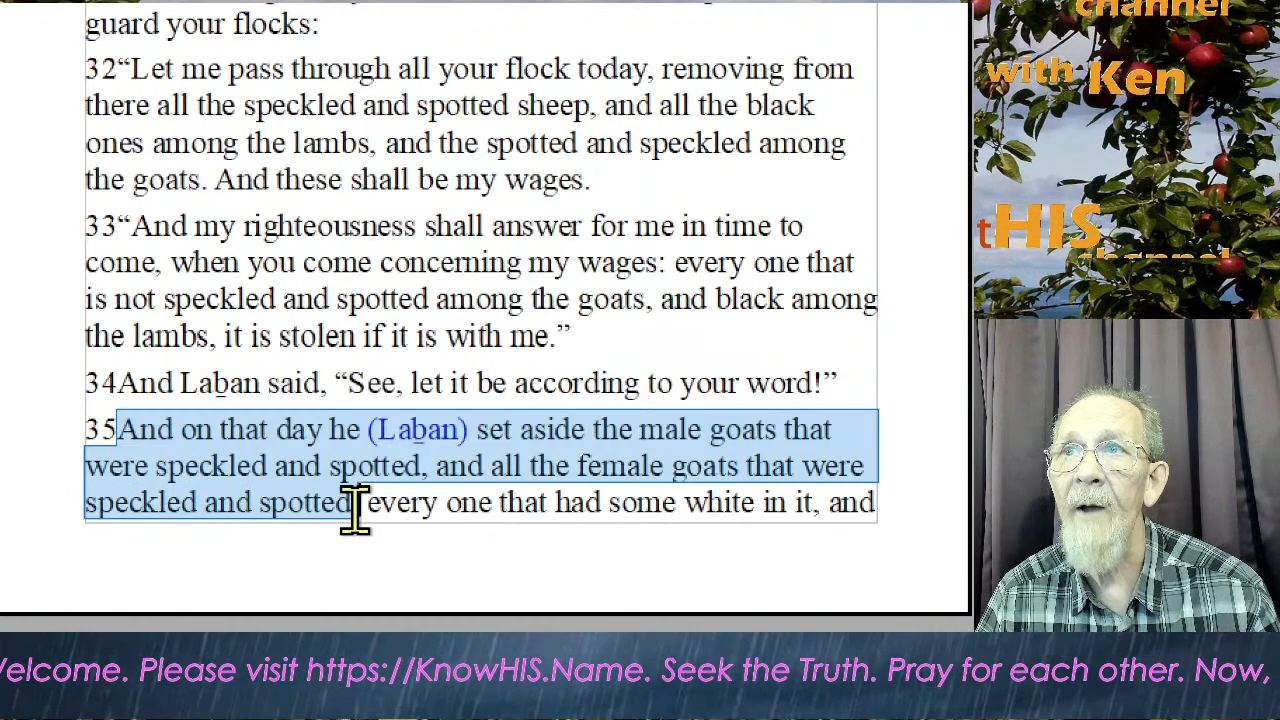 guard your flocks:
32“Let me pass through all your flock today, removing from
there all the speckled and spotted sheep, and all the black
ones among the lambs, and the spotted and speckled among
the goats. And these shall be my wages.
33“And my righteousness shall answer for me in time to
come, when you come concerning my wages: every one that
is not speckled and spotted among the goats, and black among
the lambs, it is stolen if it is with me.”
34And Laḇan said, “See, let it be according to your word!”
35And on that day he (Laḇan) set aside the male goats that
were speckled and spotted, and all the female goats that were
speckled and spotted, every one that had some white in it, and
channel
with Ken
tHIS
channel
Welcome. Please visit https://KnowHIS.Name. Seek the Truth. Pray for each other. Now,